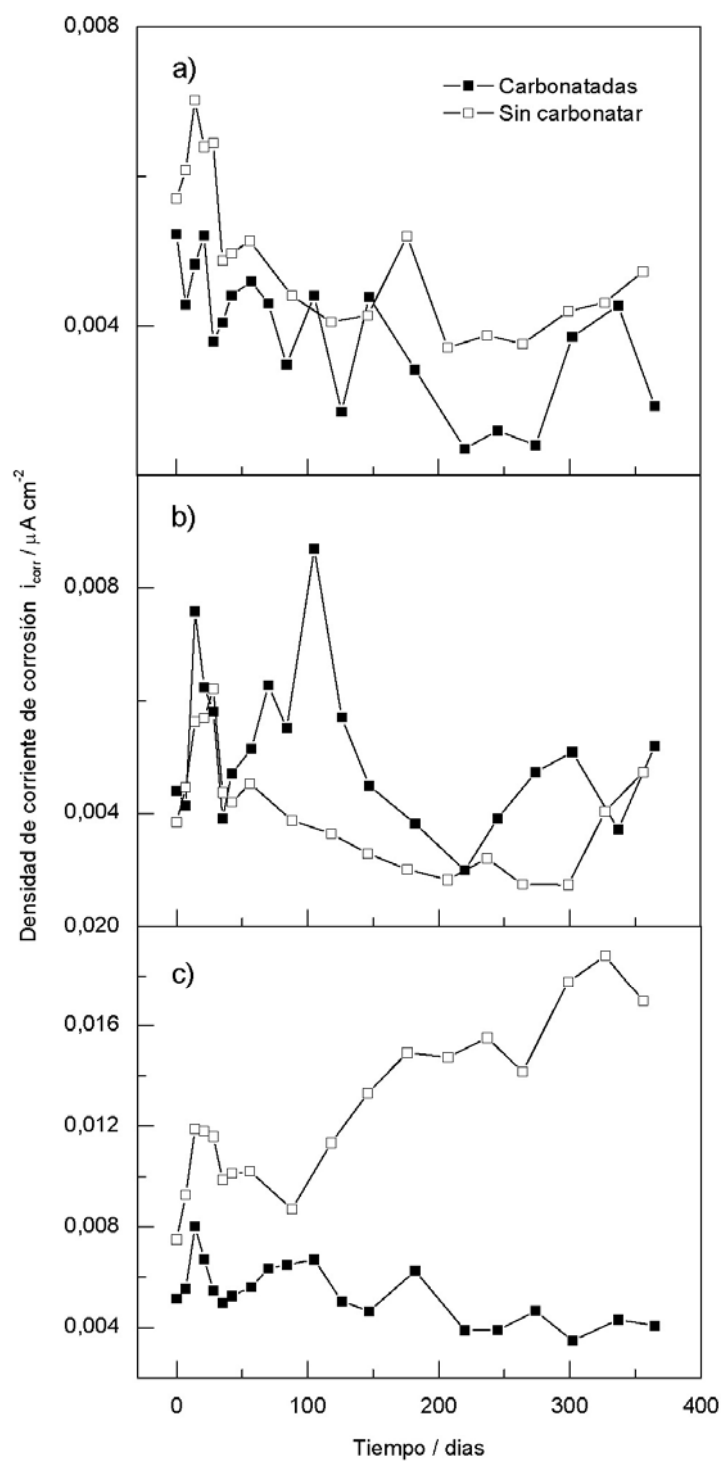 0,008
a)
Carbonatadas
Sin carbonatar
0,004
b)
0,008
0,004
0,020
c)
0,016
0,012
0,008
0,004
0 100 200 300 400
Tiempo / dias
Densidad de corriente de corrosión i_corr / μA cm⁻²